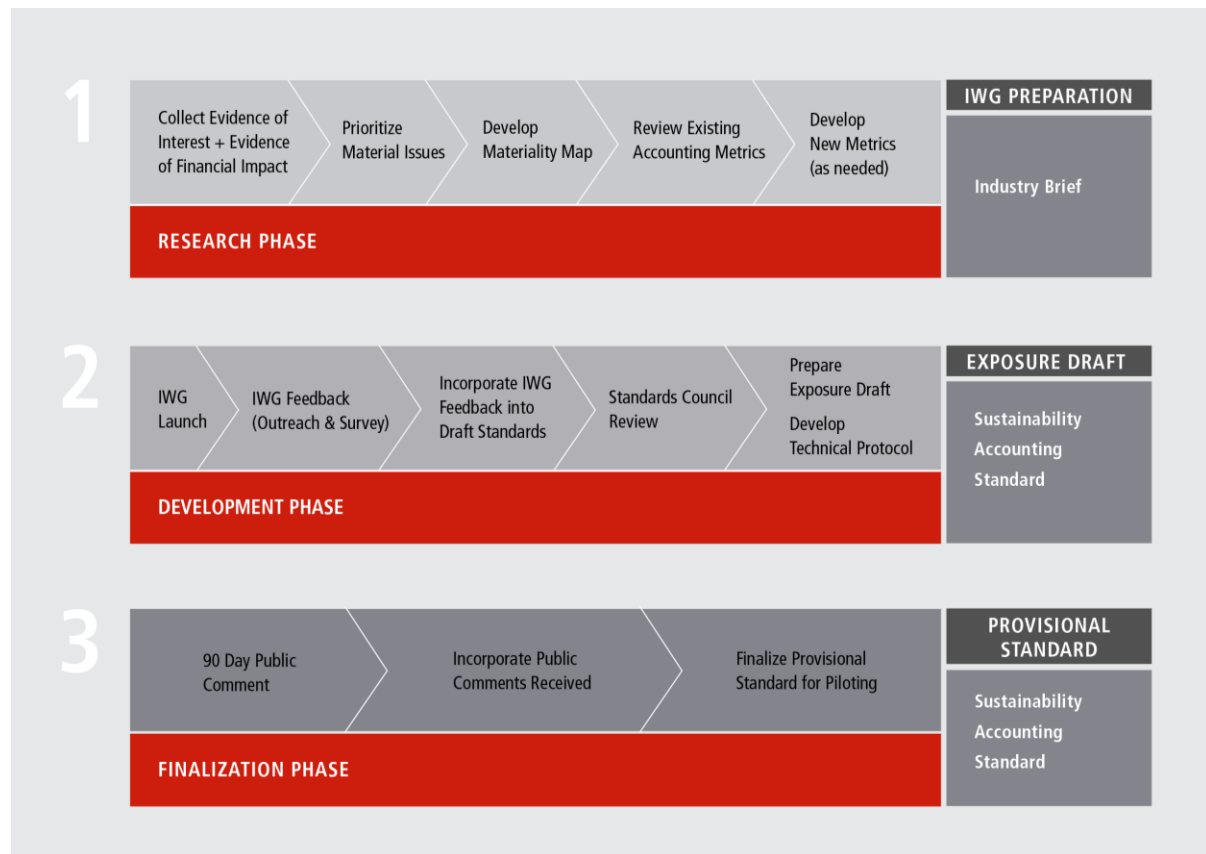 1
Collect Evidence of
Interest + Evidence
of Financial Impact
Prioritize
Material Issues
Develop
Materiality Map
Review Existing
Accounting Metrics
Develop
New Metrics
(as needed)
RESEARCH PHASE
IWG PREPARATION
Industry Brief
2
IWG
Launch
IWG Feedback
(Outreach & Survey)
Incorporate IWG
Feedback into
Draft Standards
Standards Council
Review
Prepare
Exposure Draft
Develop
Technical Protocol
DEVELOPMENT PHASE
EXPOSURE DRAFT
Sustainability
Accounting
Standard
3
90 Day Public
Comment
Incorporate Public
Comments Received
Finalize Provisional
Standard for Piloting
FINALIZATION PHASE
PROVISIONAL
STANDARD
Sustainability
Accounting
Standard